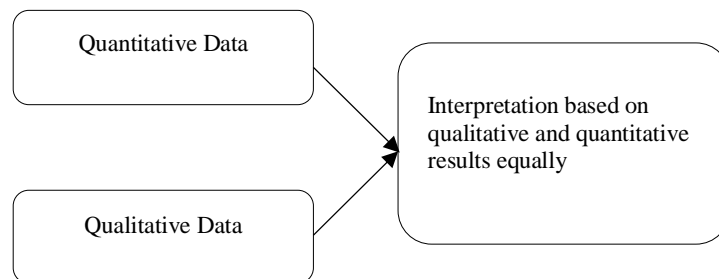 Quantitative Data
Interpretation based on
qualitative and quantitative
results equally
Qualitative Data